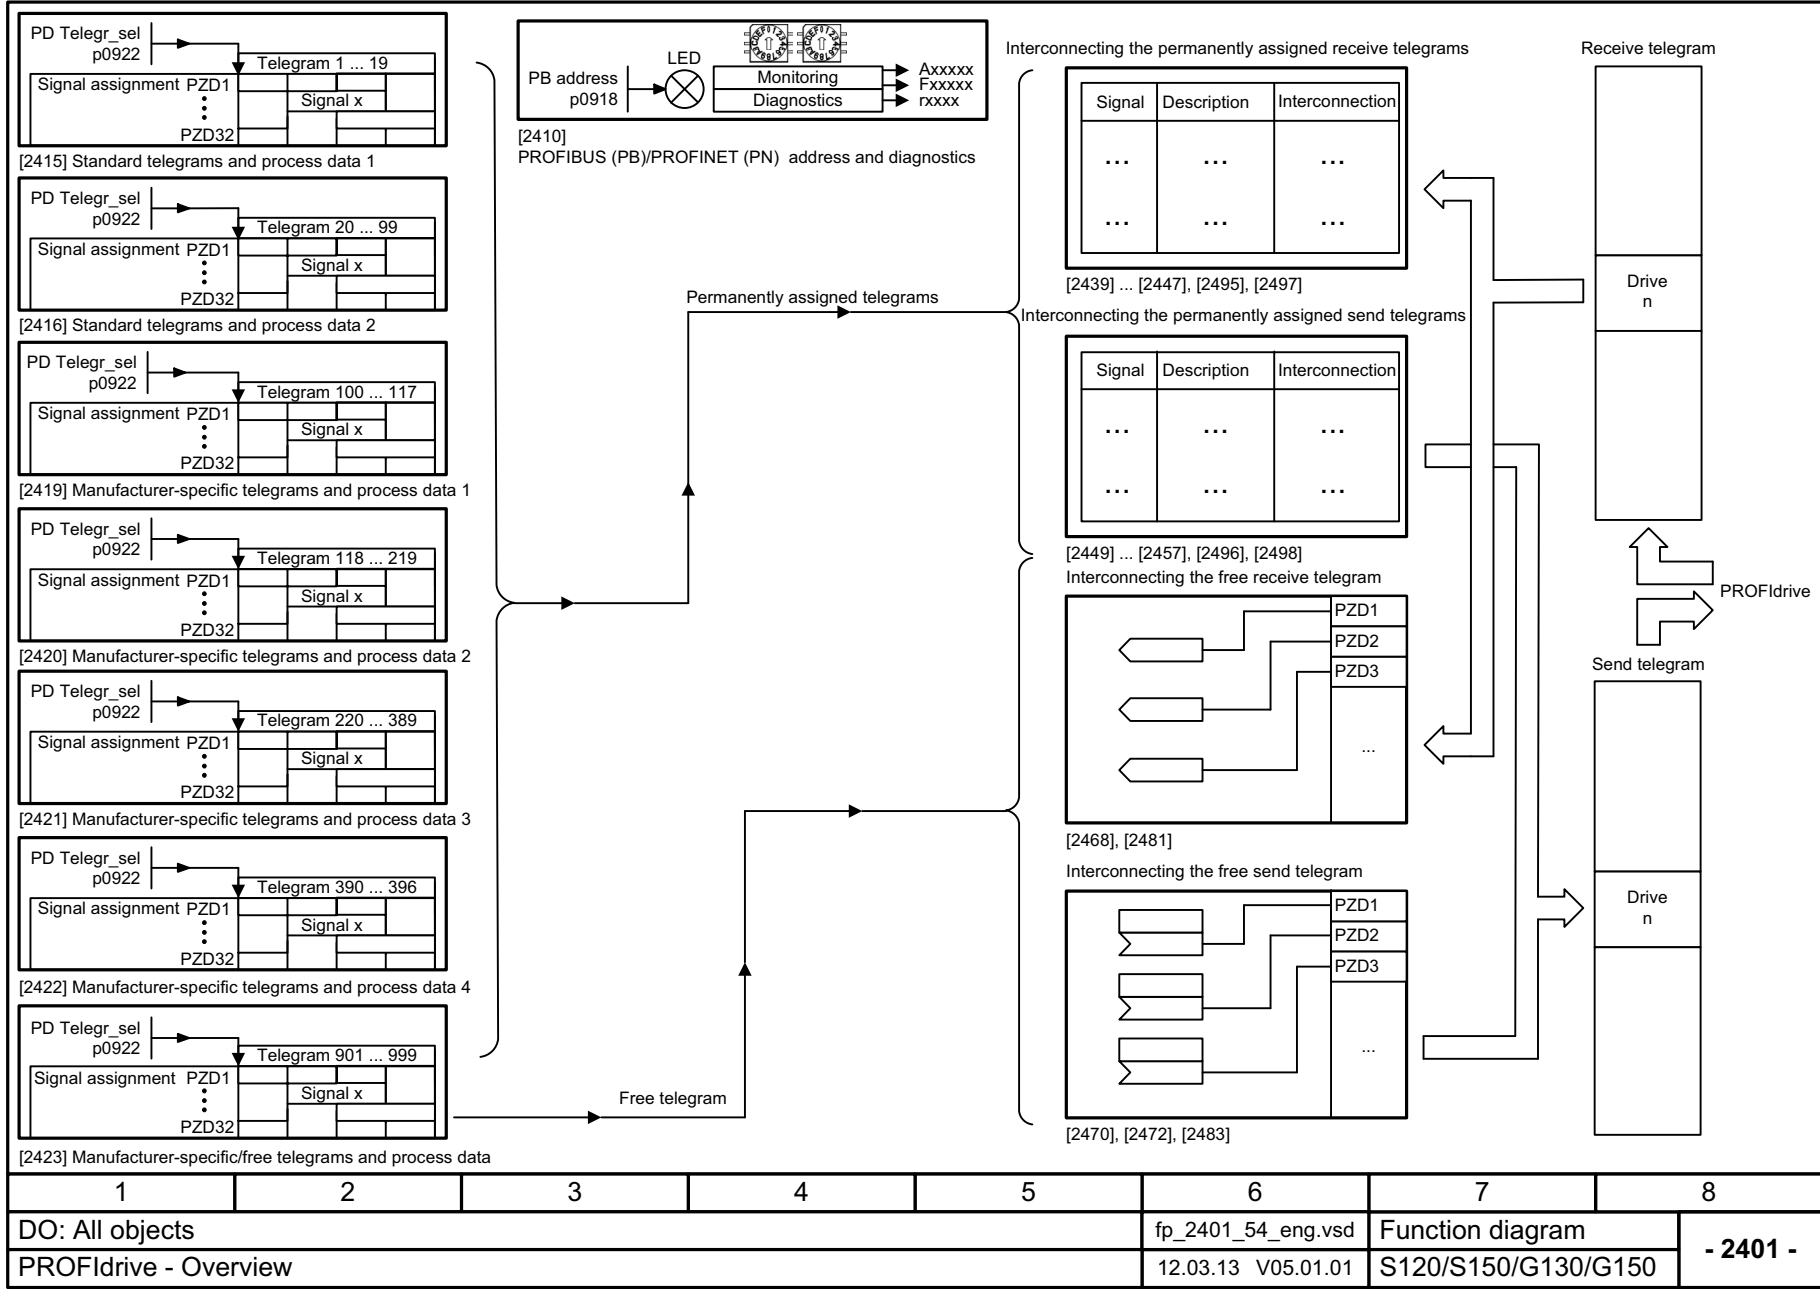 PD Telegr_sel
p0922
Telegram 1 ... 19
Signal assignment PZD1
Signal x
PZD32
[2415] Standard telegrams and process data 1
PD Telegr_sel
p0922
Telegram 20 ... 99
Signal assignment PZD1
Signal x
PZD32
[2416] Standard telegrams and process data 2
PD Telegr_sel
p0922
Telegram 100 ... 117
Signal assignment PZD1
Signal x
PZD32
[2419] Manufacturer-specific telegrams and process data 1
PD Telegr_sel
p0922
Telegram 118 ... 219
Signal assignment PZD1
Signal x
PZD32
[2420] Manufacturer-specific telegrams and process data 2
PD Telegr_sel
p0922
Telegram 220 ... 389
Signal assignment PZD1
Signal x
PZD32
[2421] Manufacturer-specific telegrams and process data 3
PD Telegr_sel
p0922
Telegram 390 ... 396
Signal assignment PZD1
Signal x
PZD32
[2422] Manufacturer-specific telegrams and process data 4
PD Telegr_sel
p0922
Telegram 901 ... 999
Signal assignment PZD1
Signal x
PZD32
[2423] Manufacturer-specific/free telegrams and process data
PB address
p0918
LED
Monitoring
Diagnostics
Axxxxx
Fxxxxx
rxxxx
[2410]
PROFIBUS (PB)/PROFINET (PN) address and diagnostics
Permanently assigned telegrams
Free telegram
Interconnecting the permanently assigned receive telegrams
Signal Description Interconnection
... ... ...
... ... ...
[2439] ... [2447], [2495], [2497]
Interconnecting the permanently assigned send telegrams
Signal Description Interconnection
... ... ...
... ... ...
[2449] ... [2457], [2496], [2498]
Interconnecting the free receive telegram
PZD1
PZD2
PZD3
...
[2468], [2481]
Interconnecting the free send telegram
PZD1
PZD2
PZD3
...
[2470], [2472], [2483]
Receive telegram
Drive
n
PROFIdrive
Send telegram
Drive
n
1 2 3 4 5 6 7 8
DO: All objects
fp_2401_54_eng.vsd
Function diagram
- 2401 -
PROFIdrive - Overview
12.03.13 V05.01.01
S120/S150/G130/G150